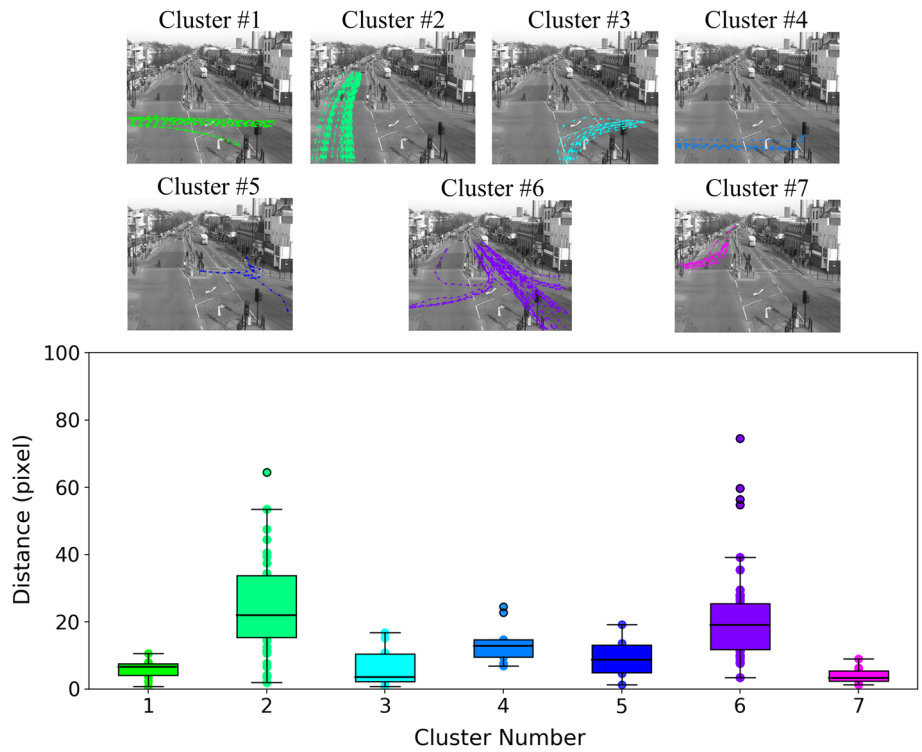 Cluster #1
Cluster #2
Cluster #3
Cluster #4
Cluster #5
Cluster #6
Cluster #7
100
80
60
40
20
0
Distance (pixel)
1 2 3 4 5 6 7
Cluster Number